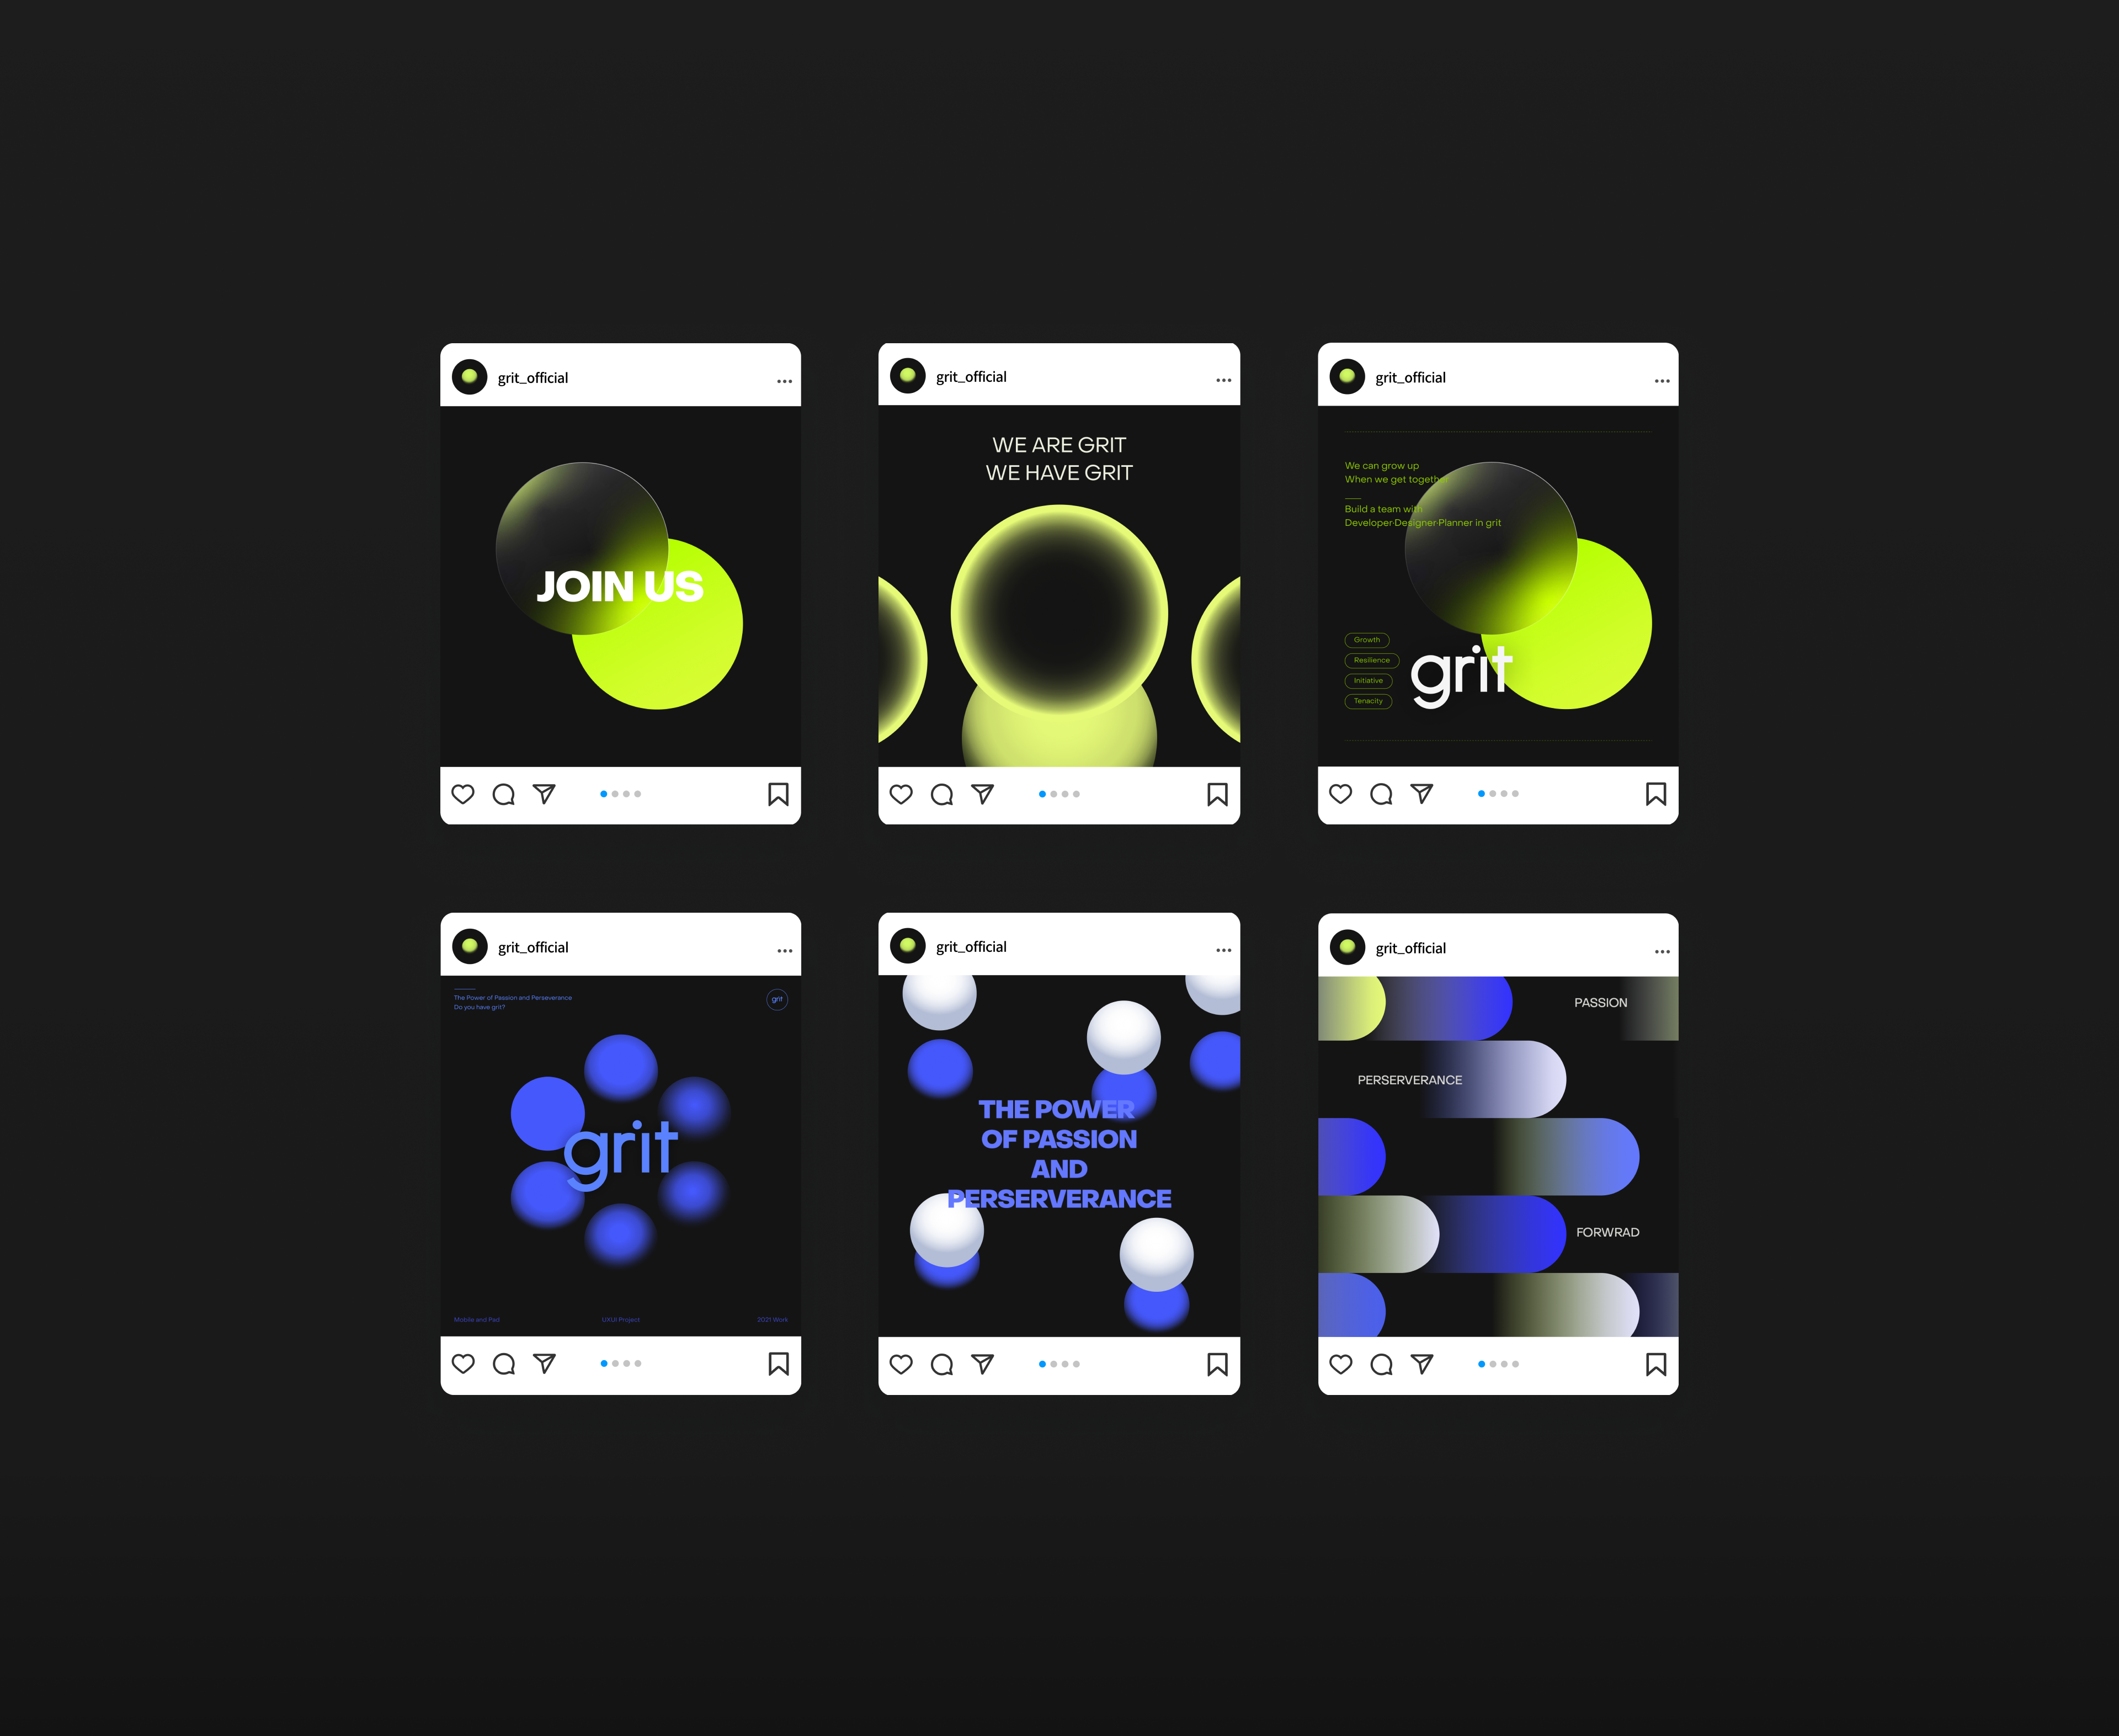 grit_official
JOIN US
grit_official
WE ARE GRIT
WE HAVE GRIT
grit_official
We can grow up
When we get together
Build a team with
Developer·Designer·Planner in grit
Growth
Resilience
Initiative
Tenacity
grit
grit_official
The Power of Passion and Perseverance
Do you have grit?
grit
grit
Mobile and Pad
UXUI Project
2021 Work
grit_official
THE POWER
OF PASSION
AND
PERSERVERANCE
grit_official
PASSION
PERSERVERANCE
FORWRAD